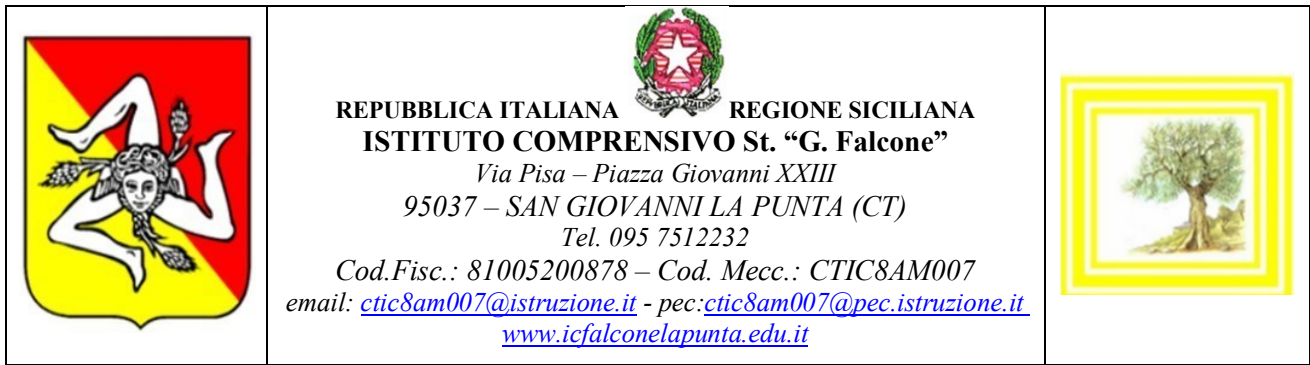 REPUBBLICA ITALIANA REGIONE SICILIANA
ISTITUTO COMPRENSIVO St. “G. Falcone”
Via Pisa – Piazza Giovanni XXIII
95037 – SAN GIOVANNI LA PUNTA (CT)
Tel. 095 7512232
Cod.Fisc.: 81005200878 – Cod. Mecc.: CTIC8AM007
email: ctic8am007@istruzione.it - pec:ctic8am007@pec.istruzione.it
www.icfalconelapunta.edu.it